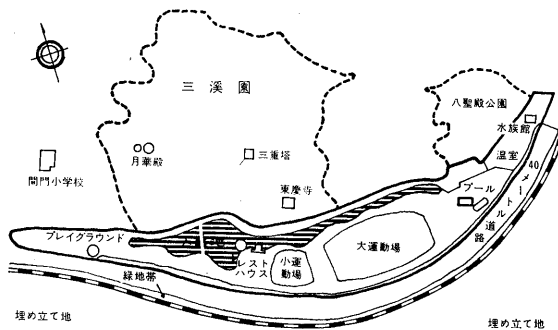 三溪園
八聖殿公園
水族館
温室
40メートル道路
プール
間門小学校
月華殿
三重塔
東慶寺
プレイグラウンド
レストハウス
小運動場
大運動場
緑地帯
埋め立て地
埋め立て地